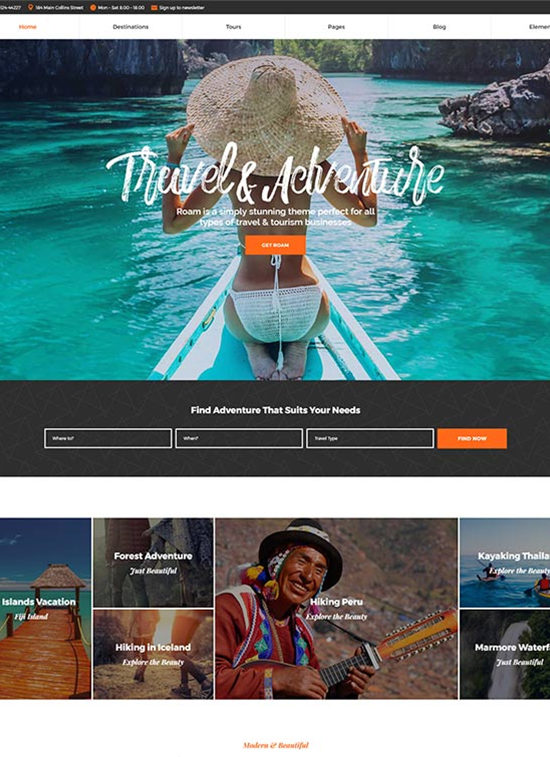 184 Main Collins Street Mon - Sat 8.00 - 18.00 Sign up to newsletter
Home Destinations Tours Pages Blog
Travel & Adventure
Roam is a simply stunning theme perfect for all
types of travel & tourism businesses
GET ROAM
Find Adventure That Suits Your Needs
Where to? When? Travel Type FIND NOW
Islands Vacation
Fiji Island
Forest Adventure
Just Beautiful
Hiking in Iceland
Explore the Beauty
Hiking Peru
Explore the Beauty
Kayaking Thaila
Explore the Beauty
Marmore Waterf
Just Beautiful
Modern & Beautiful